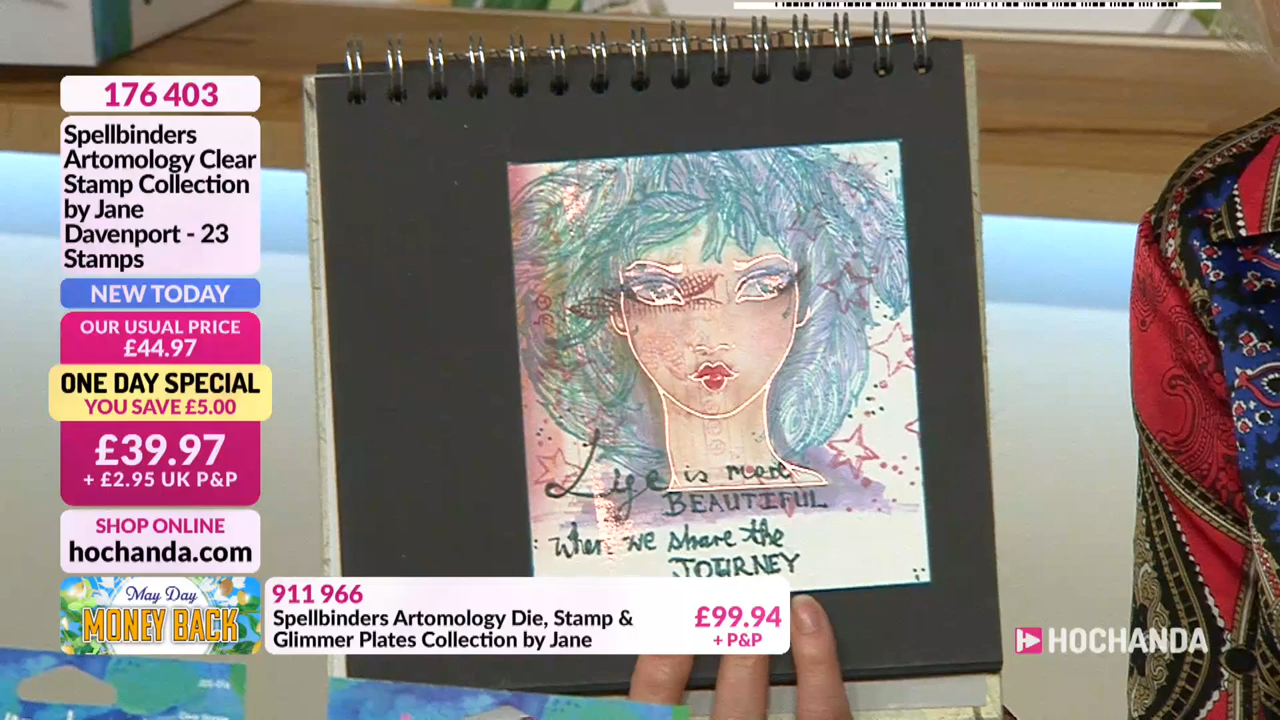 176 403
Spellbinders
Artomology Clear
Stamp Collection
by Jane
Davenport - 23
Stamps
NEW TODAY
OUR USUAL PRICE
£44.97
ONE DAY SPECIAL
YOU SAVE £5.00
£39.97
+ £2.95 UK P&P
SHOP ONLINE
hochanda.com
May Day
MONEY BACK
911 966
Spellbinders Artomology Die, Stamp &
Glimmer Plates Collection by Jane
£99.94
+ P&P
Life is most
BEAUTIFUL
when we share the
JOURNEY
HOCHANDA